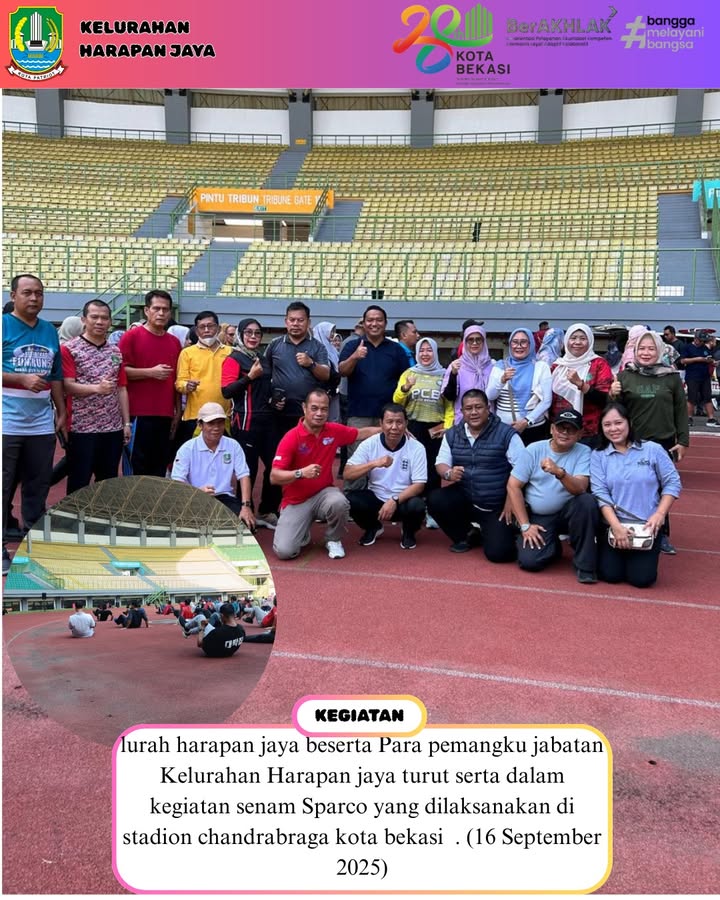 KELURAHAN
HARAPAN JAYA
KOTA PATRIOT
28
KOTA
BEKASI
BerAKHLAK
#bangga
melayani
bangsa
PINTU TRIBUN TRIBUNE GATE
KEGIATAN
lurah harapan jaya beserta Para pemangku jabatan
Kelurahan Harapan jaya turut serta dalam
kegiatan senam Sparco yang dilaksanakan di
stadion chandrabraga kota bekasi . (16 September
2025)